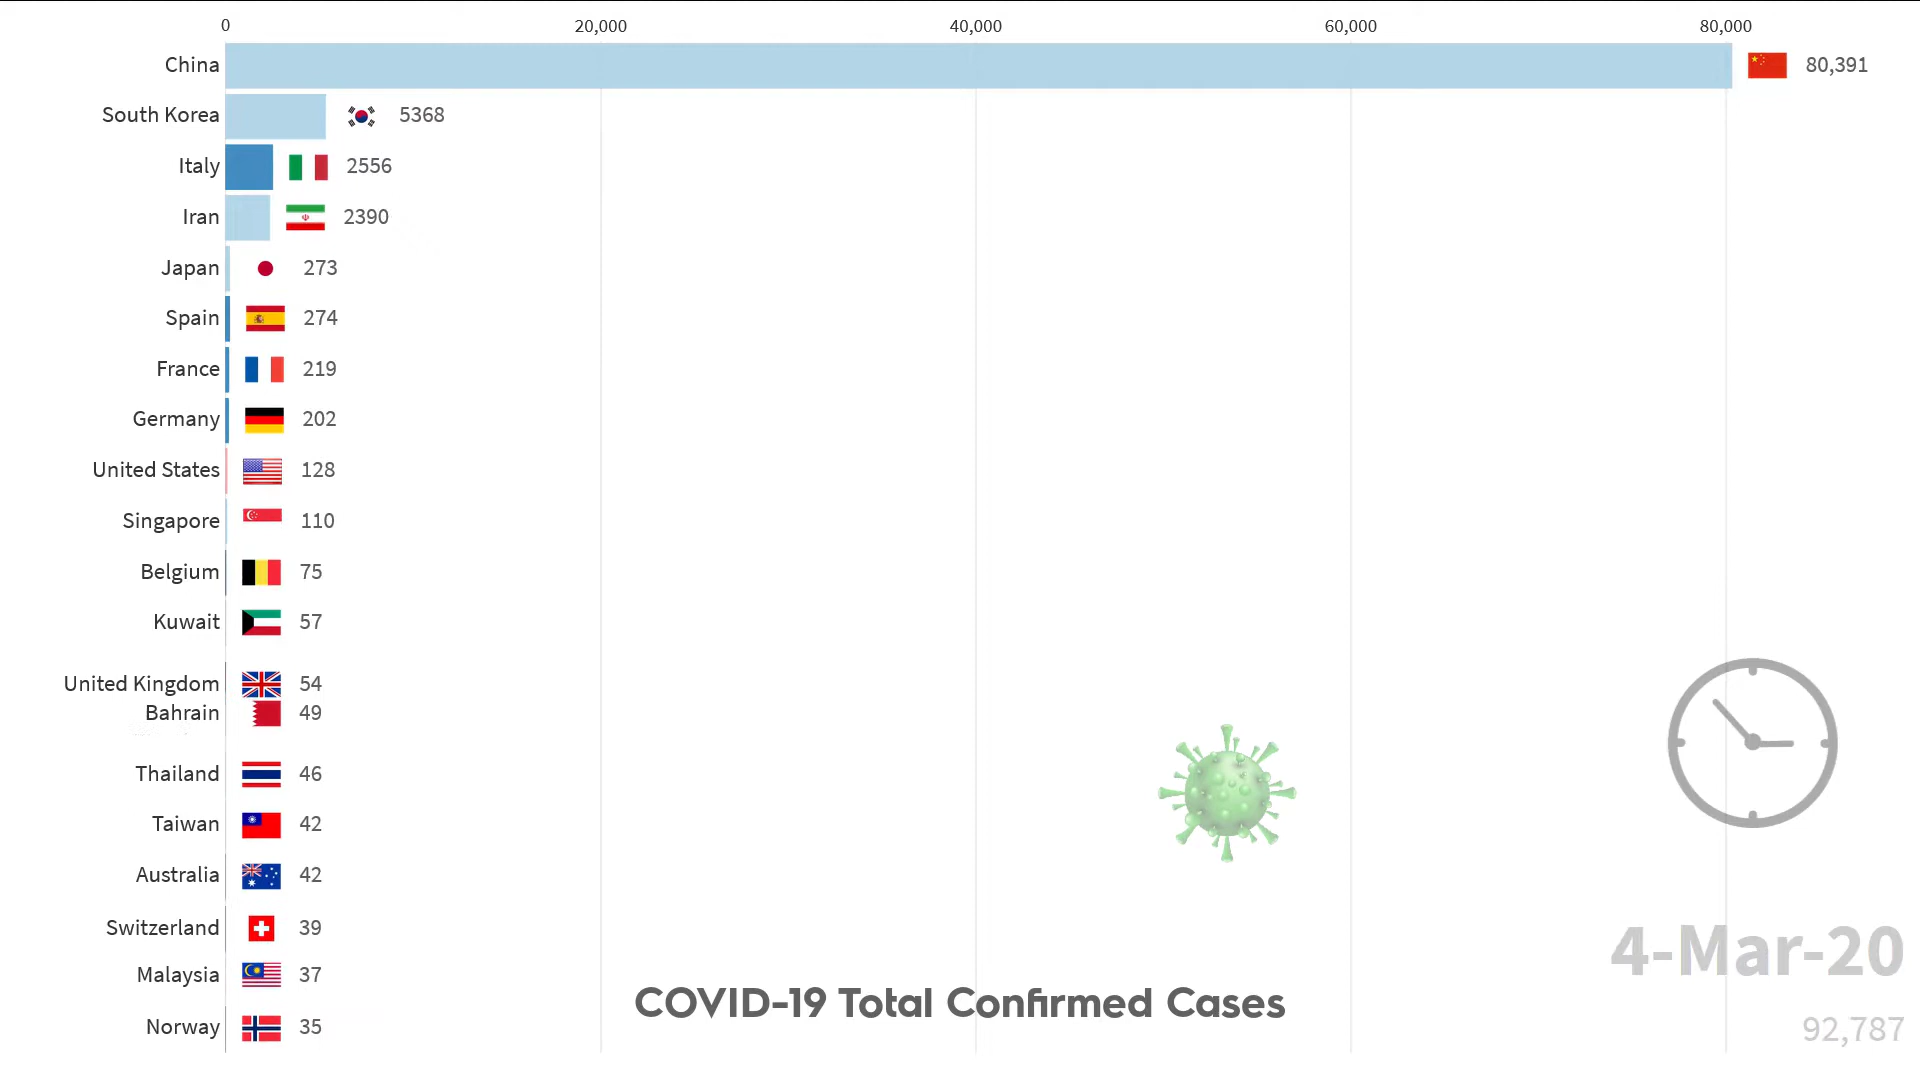 0 20,000 40,000 60,000 80,000
China 80,391
South Korea 5368
Italy 2556
Iran 2390
Japan 273
Spain 274
France 219
Germany 202
United States 128
Singapore 110
Belgium 75
Kuwait 57
United Kingdom 54
Bahrain 49
Thailand 46
Taiwan 42
Australia 42
Switzerland 39
Malaysia 37
Norway 35
4-Mar-20
COVID-19 Total Confirmed Cases
92,787